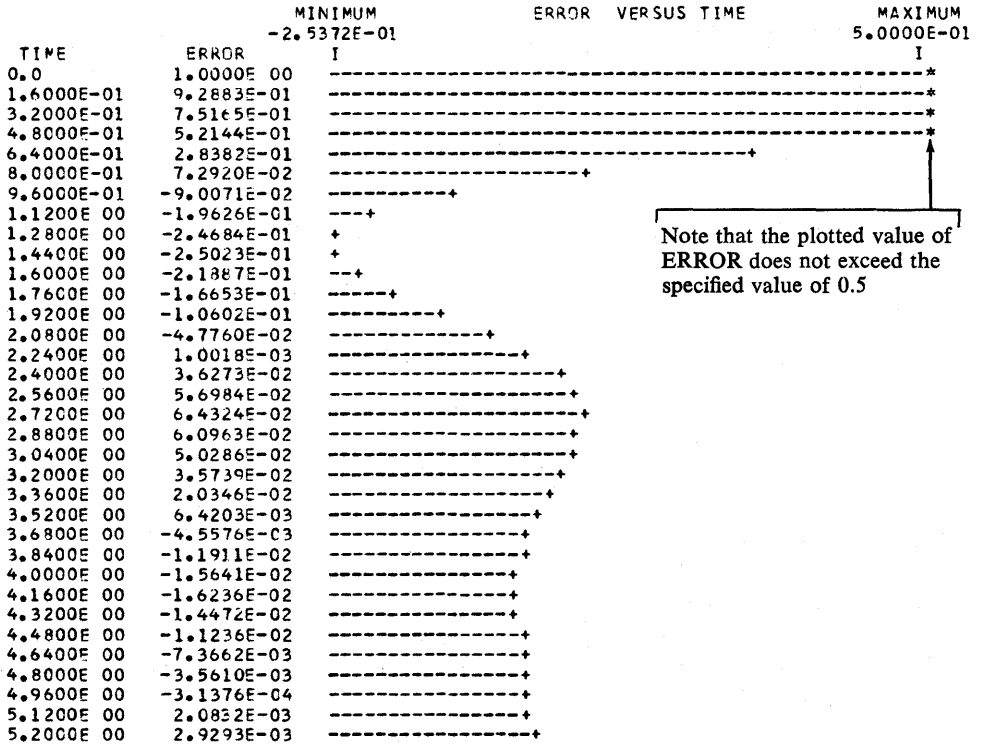 MINIMUM ERROR VERSUS TIME MAXIMUM
-2.5372E-01 5.0000E-01
TIME ERROR I I
0.0 1.0000E 00 --------------------------------------------------*
1.6000E-01 9.2883E-01 --------------------------------------------------*
3.2000E-01 7.5165E-01 --------------------------------------------------*
4.8000E-01 5.2144E-01 --------------------------------------------------*
6.4000E-01 2.8382E-01 -----------------------------------+
8.0000E-01 7.2920E-02 ---------------------+
9.6000E-01 -9.0071E-02 ----------+
1.1200E 00 -1.9626E-01 ---+
1.2800E 00 -2.4684E-01 +
1.4400E 00 -2.5023E-01 +
1.6000E 00 -2.1887E-01 --+
1.7600E 00 -1.6653E-01 -----+
1.9200E 00 -1.0602E-01 ---------+
2.0800E 00 -4.7760E-02 -------------+
2.2400E 00 1.0018E-03 ----------------+
2.4000E 00 3.6273E-02 -------------------+
2.5600E 00 5.6984E-02 --------------------+
2.7200E 00 6.4324E-02 ---------------------+
2.8800E 00 6.0963E-02 --------------------+
3.0400E 00 5.0286E-02 --------------------+
3.2000E 00 3.5739E-02 -------------------+
3.3600E 00 2.0346E-02 ------------------+
3.5200E 00 6.4203E-03 -----------------+
3.6800E 00 -4.5576E-03 ----------------+
3.8400E 00 -1.1911E-02 ----------------+
4.0000E 00 -1.5641E-02 ---------------+
4.1600E 00 -1.6236E-02 ---------------+
4.3200E 00 -1.4472E-02 ---------------+
4.4800E 00 -1.1236E-02 ----------------+
4.6400E 00 -7.3662E-03 ----------------+
4.8000E 00 -3.5610E-03 ----------------+
4.9600E 00 -3.1376E-04 ----------------+
5.1200E 00 2.0832E-03 ----------------+
5.2000E 00 2.9293E-03 -----------------+
Note that the plotted value of
ERROR does not exceed the
specified value of 0.5